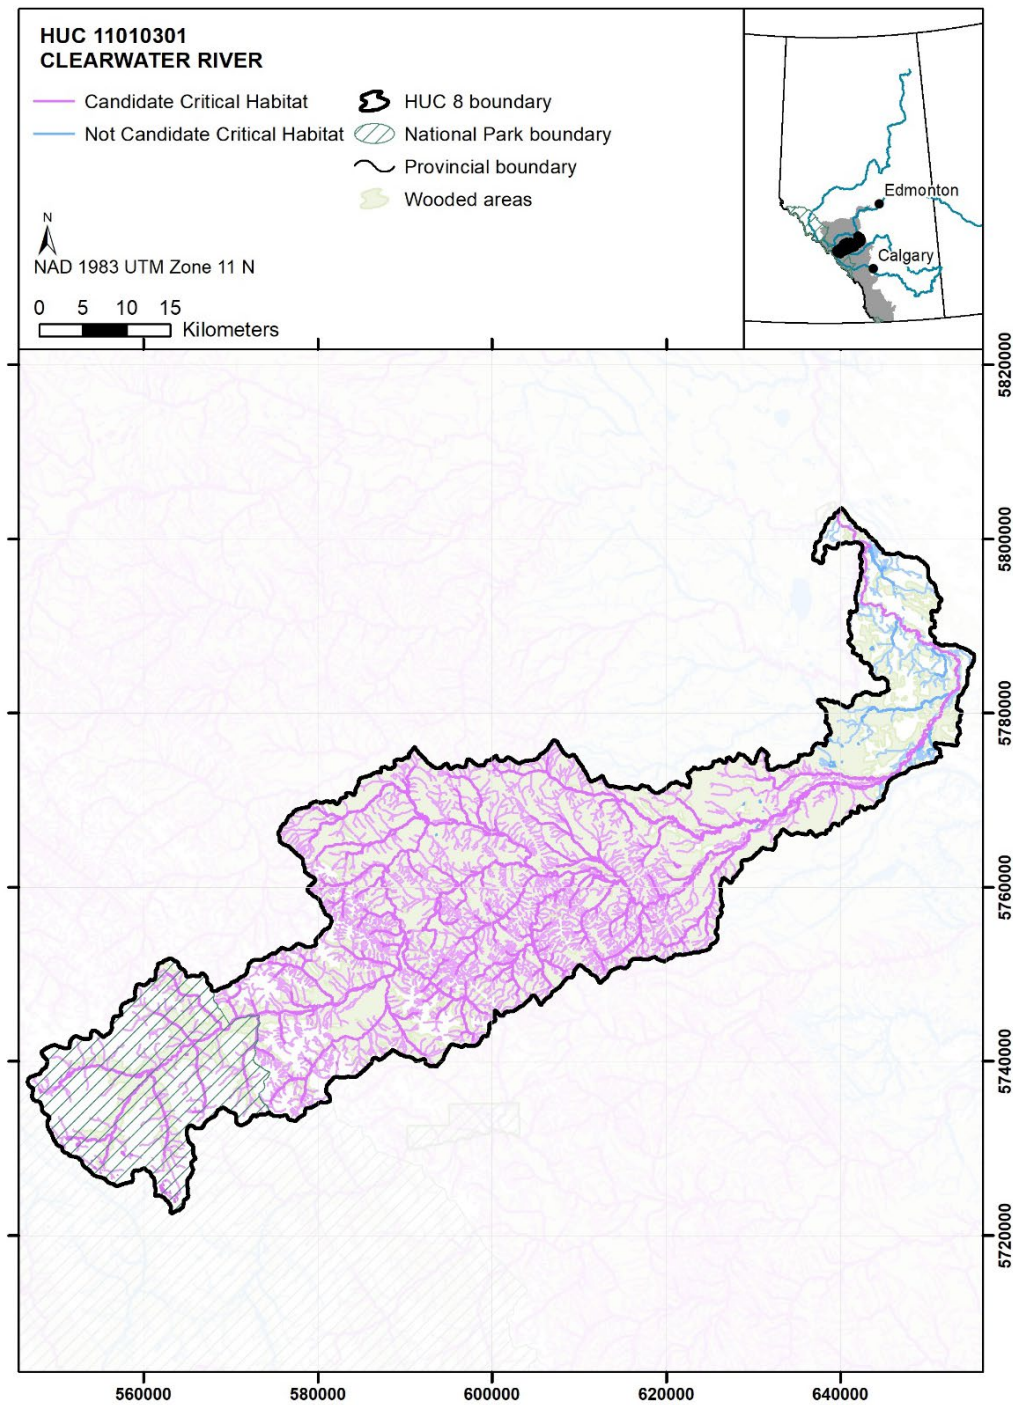 HUC 11010301
CLEARWATER RIVER
Candidate Critical Habitat
Not Candidate Critical Habitat
HUC 8 boundary
National Park boundary
Provincial boundary
Wooded areas
N
NAD 1983 UTM Zone 11 N
0 5 10 15
Kilometers
Edmonton
Calgary
5820000
5800000
5780000
5760000
5740000
5720000
560000 580000 600000 620000 640000